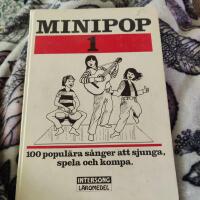 MINIPOP
1
100 populära sånger att sjunga,
spela och kompa.
INTERSONG
LÄROMEDEL